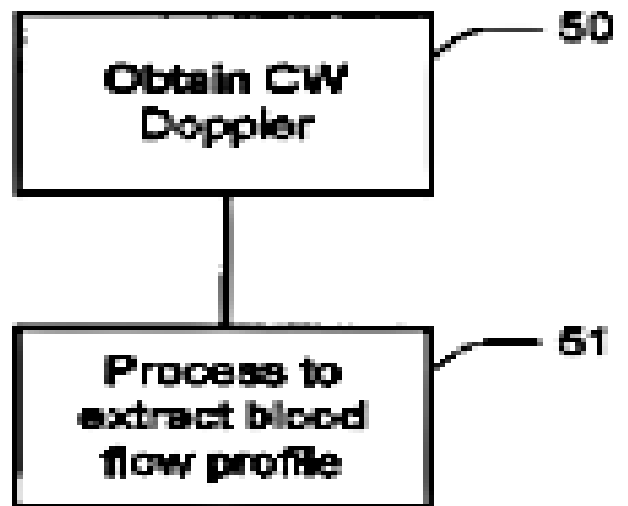 Obtain CW
Doppler
50
Process to
extract blood
flow profile
51